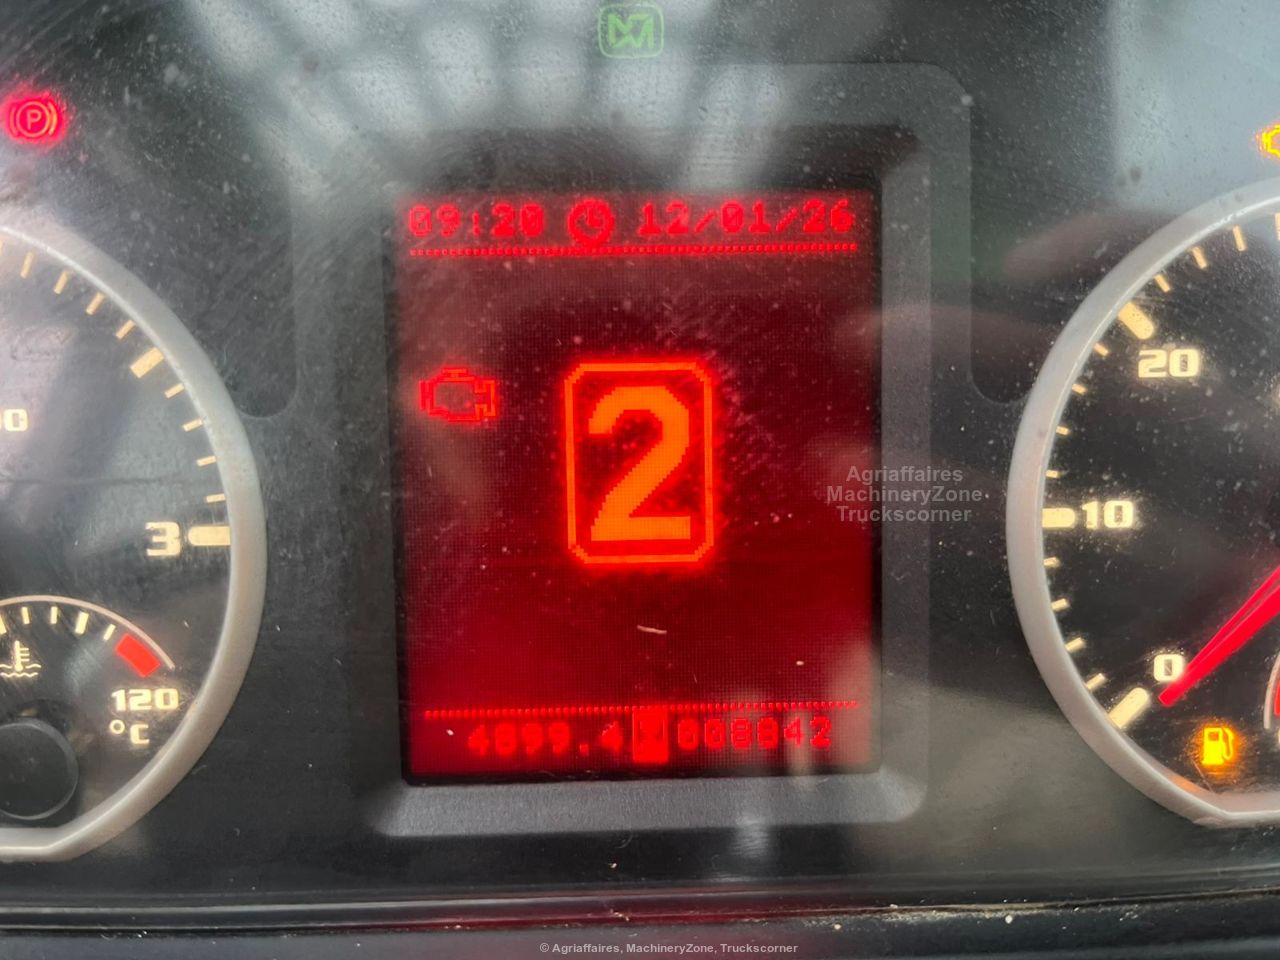 P
09:20 12/01/26
20
2
Agriaffaires
MachineryZone
Truckscorner
10
3
0
120
°C
4899.4 008842
© Agriaffaires, MachineryZone, Truckscorner